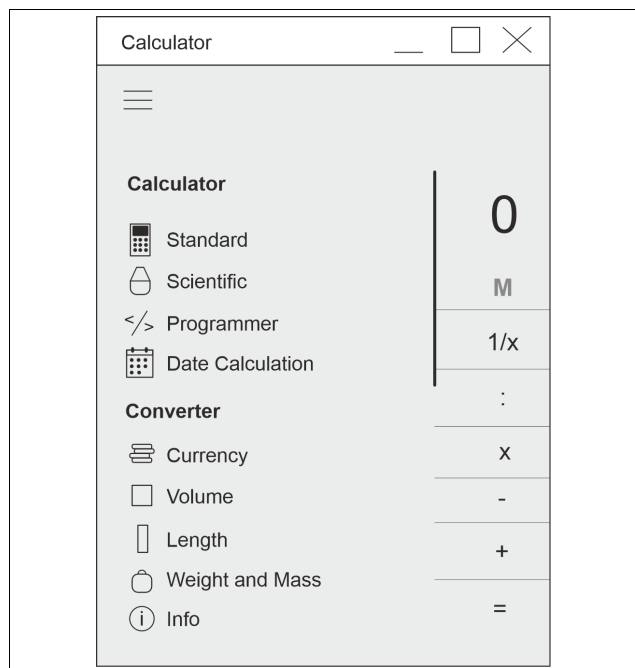 Calculator
Calculator
Standard
Scientific
</> Programmer
Date Calculation
Converter
Currency
Volume
Length
Weight and Mass
i Info
0
M
1/x
:
x
-
+
=